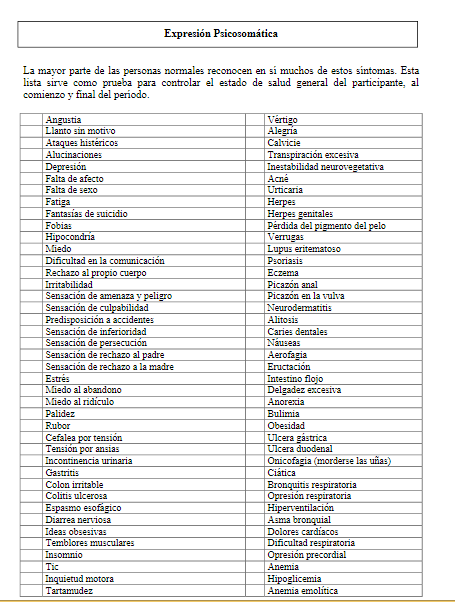 Expresión Psicosomática
La mayor parte de las personas normales reconocen en si muchos de estos síntomas. Esta
lista sirve como prueba para controlar el estado de salud general del participante, al
comienzo y final del periodo.
Angustia Vértigo
Llanto sin motivo Alegría
Ataques histéricos Calvicie
Alucinaciones Transpiración excesiva
Depresión Inestabilidad neurovegetativa
Falta de afecto Acné
Falta de sexo Urticaria
Fatiga Herpes
Fantasías de suicidio Herpes genitales
Fobias Pérdida del pigmento del pelo
Hipocondría Verrugas
Miedo Lupus eritematoso
Dificultad en la comunicación Psoriasis
Rechazo al propio cuerpo Eczema
Irritabilidad Picazón anal
Sensación de amenaza y peligro Picazón en la vulva
Sensación de culpabilidad Neurodermatitis
Predisposición a accidentes Alitosis
Sensación de inferioridad Caries dentales
Sensación de persecución Náuseas
Sensación de rechazo al padre Aerofagia
Sensación de rechazo a la madre Eructación
Estrés Intestino flojo
Miedo al abandono Delgadez excesiva
Miedo al ridículo Anorexia
Palidez Bulimia
Rubor Obesidad
Cefalea por tensión Ulcera gástrica
Tensión por ansias Ulcera duodenal
Incontinencia urinaria Onicofagia (morderse las uñas)
Gastritis Ciática
Colon irritable Bronquitis respiratoria
Colitis ulcerosa Opresión respiratoria
Espasmo esofágico Hiperventilación
Diarrea nerviosa Asma bronquial
Ideas obsesivas Dolores cardíacos
Temblores musculares Dificultad respiratoria
Insomnio Opresión precordial
Tic Anemia
Inquietud motora Hipoglicemia
Tartamudez Anemia emolítica